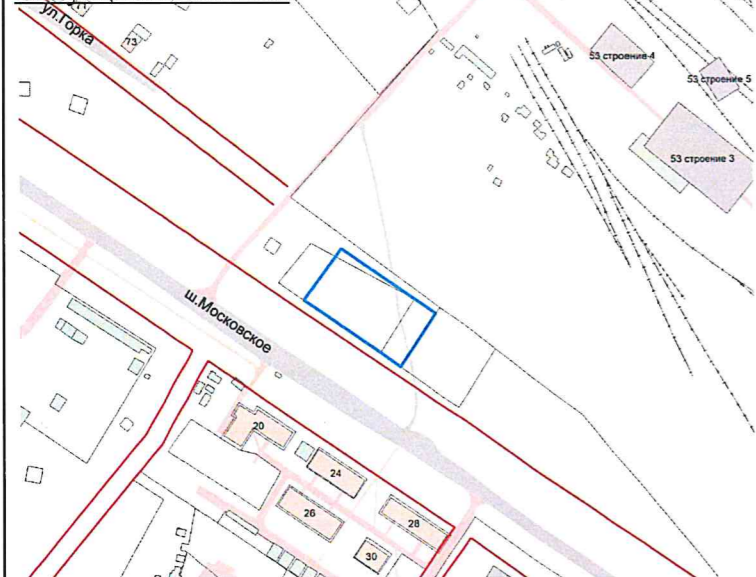 ул.Горка
73
53 строение 4
53 строение 5
53 строение 3
ш.Московское
20
24
26
28
30